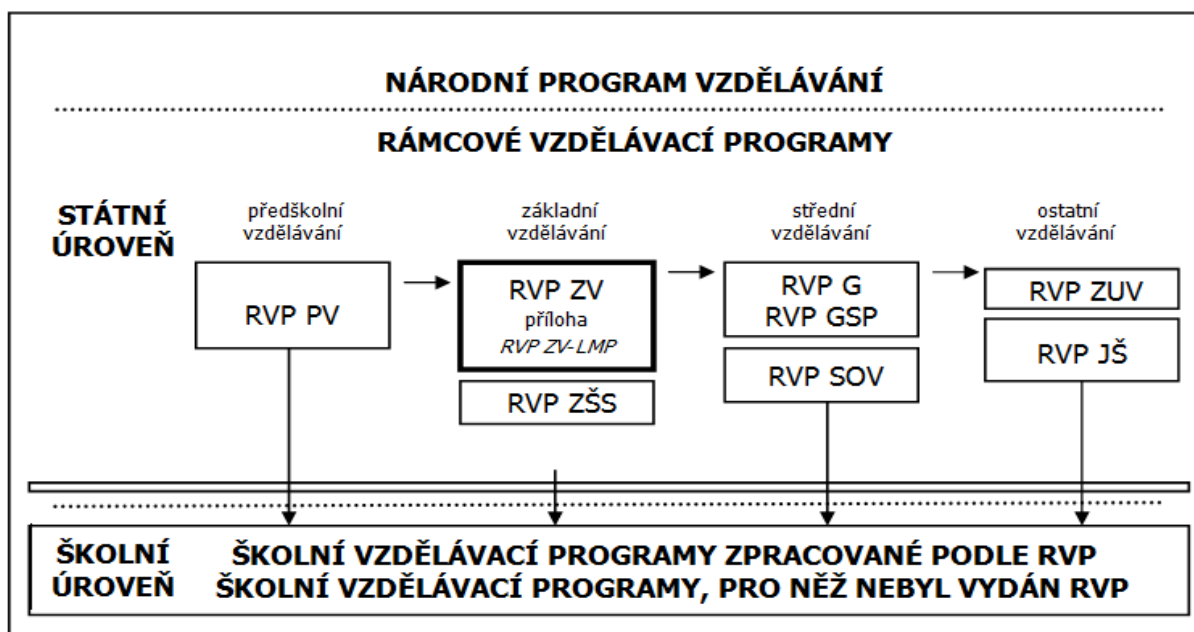 NÁRODNÍ PROGRAM VZDĚLÁVÁNÍ
RÁMCOVÉ VZDĚLÁVACÍ PROGRAMY
STÁTNÍ
ÚROVEŇ
předškolní
vzdělávání
základní
vzdělávání
střední
vzdělávání
ostatní
vzdělávání
RVP PV
RVP ZV
příloha
RVP ZV-LMP
RVP ZŠS
RVP G
RVP GSP
RVP SOV
RVP ZUV
RVP JŠ
ŠKOLNÍ
ÚROVEŇ
ŠKOLNÍ VZDĚLÁVACÍ PROGRAMY ZPRACOVANÉ PODLE RVP
ŠKOLNÍ VZDĚLÁVACÍ PROGRAMY, PRO NĚŽ NEBYL VYDÁN RVP